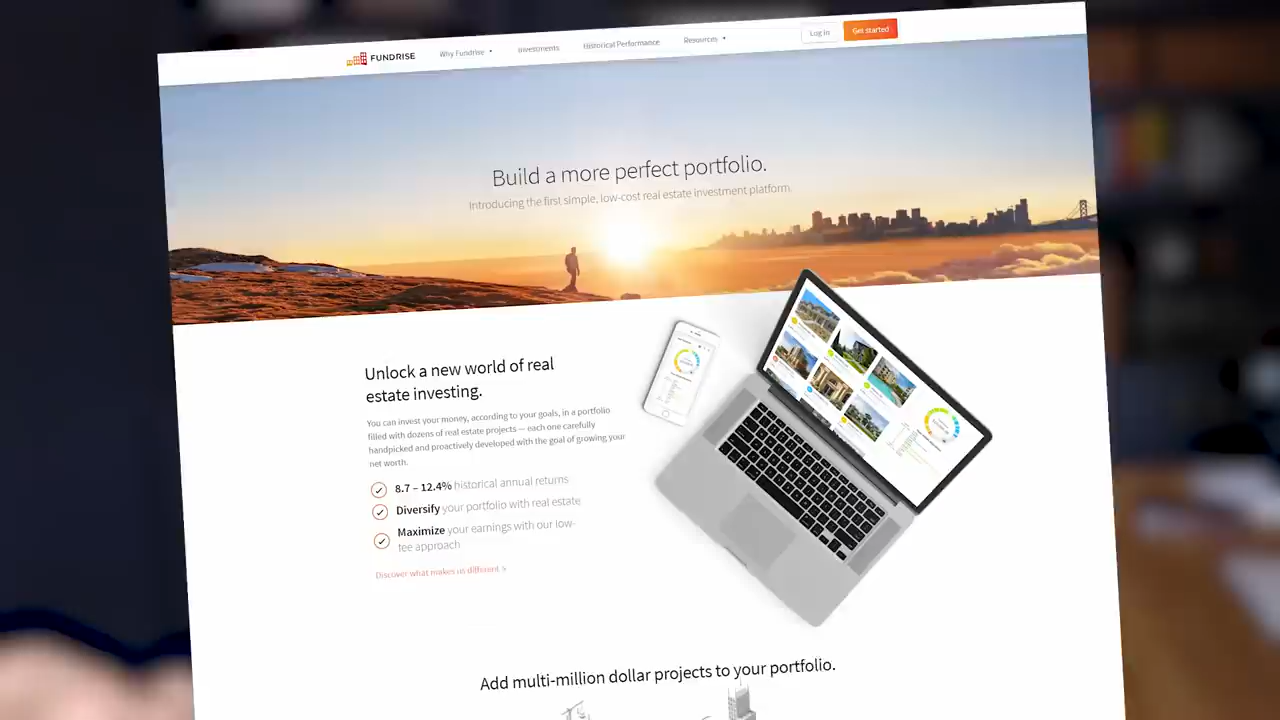 FUNDRISE
Why Fundrise
Investments
Historical Performance
Resources
Log in
Get started
Build a more perfect portfolio.
Introducing the first simple, low-cost real estate investment platform.
Unlock a new world of real
estate investing.
You can invest your money, according to your goals, in a portfolio
filled with dozens of real estate projects — each one carefully
handpicked and proactively developed with the goal of growing your
net worth.
8.7 – 12.4% historical annual returns
Diversify your portfolio with real estate
Maximize your earnings with our low-
fee approach
Discover what makes us different >
Add multi-million dollar projects to your portfolio.